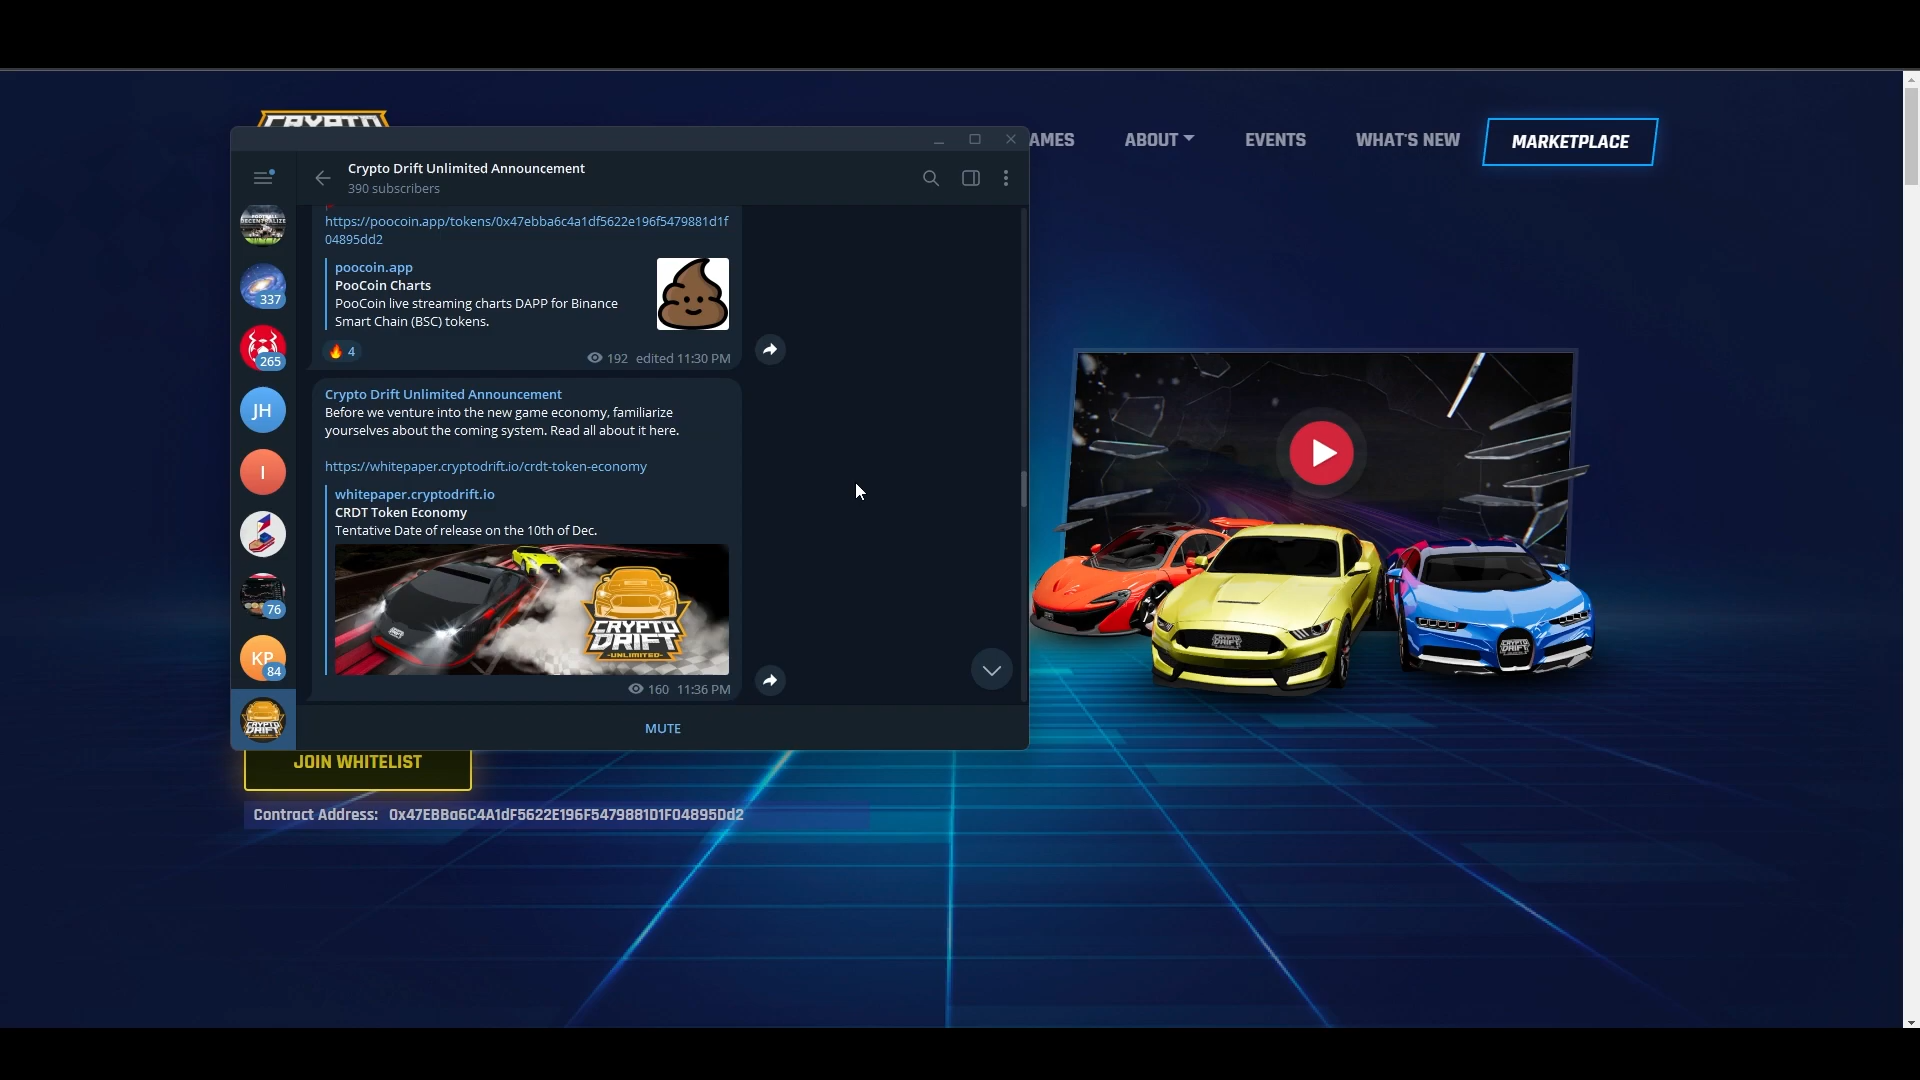 CRYPTO
AMES
ABOUT
EVENTS
WHAT'S NEW
MARKETPLACE
Crypto Drift Unlimited Announcement
390 subscribers
https://poocoin.app/tokens/0x47ebba6c4a1df5622e196f5479881d1f
04895dd2
poocoin.app
PooCoin Charts
PooCoin live streaming charts DAPP for Binance
Smart Chain (BSC) tokens.
4
192 edited 11:30 PM
Crypto Drift Unlimited Announcement
Before we venture into the new game economy, familiarize
yourselves about the coming system. Read all about it here.
https://whitepaper.cryptodrift.io/crdt-token-economy
whitepaper.cryptodrift.io
CRDT Token Economy
Tentative Date of release on the 10th of Dec.
CRYPTO
DRIFT
-UNLIMITED-
160 11:36 PM
MUTE
337
265
JH
I
76
KP
84
CRYPTO
DRIFT
JOIN WHITELIST
Contract Address: 0x47EBBa6C4A1dF5622E196F5479881D1F04895Dd2